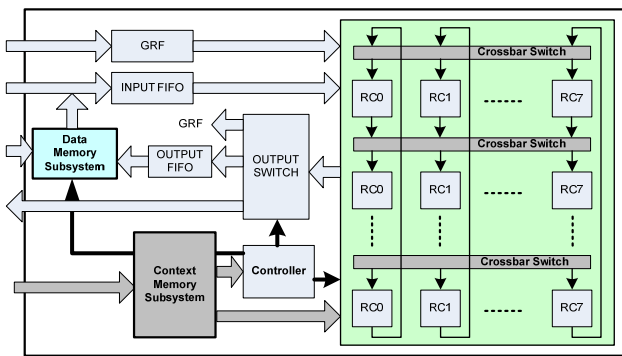 GRF
Crossbar Switch
INPUT FIFO
RC0 RC1 RC7
GRF
Data
Memory
Subsystem
OUTPUT
FIFO
OUTPUT
SWITCH
Crossbar Switch
RC0 RC1 RC7
Context
Memory
Subsystem
Controller
Crossbar Switch
RC0 RC1 RC7